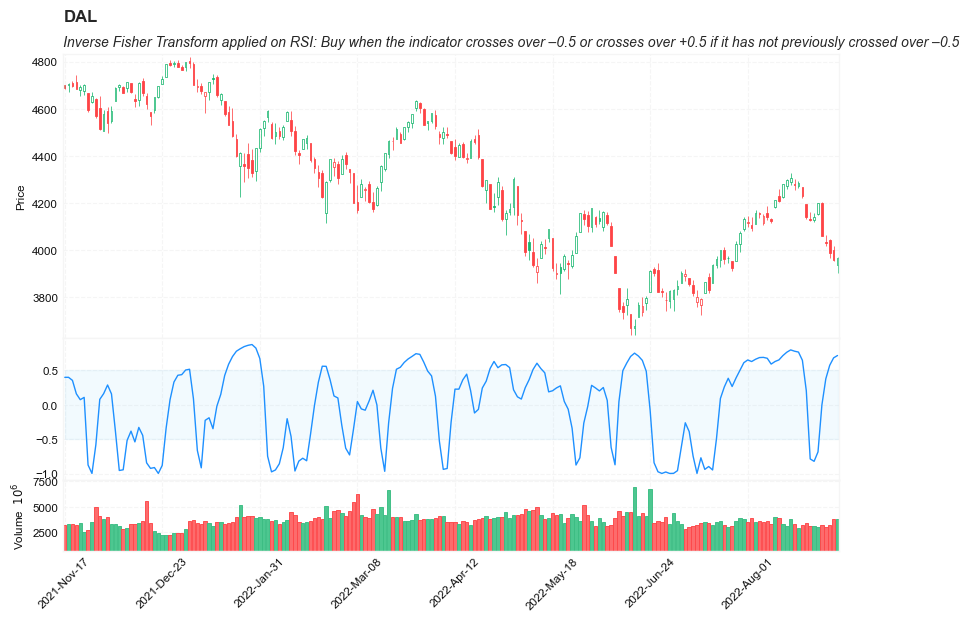 DAL
Inverse Fisher Transform applied on RSI: Buy when the indicator crosses over –0.5 or crosses over +0.5 if it has not previously crossed over –0.5
4800
4600
4400
4200
4000
3800
Price
0.5
0.0
−0.5
−1.0
7500
5000
2500
Volume 10^6
2021-Nov-17
2021-Dec-23
2022-Jan-31
2022-Mar-08
2022-Apr-12
2022-May-18
2022-Jun-24
2022-Aug-01